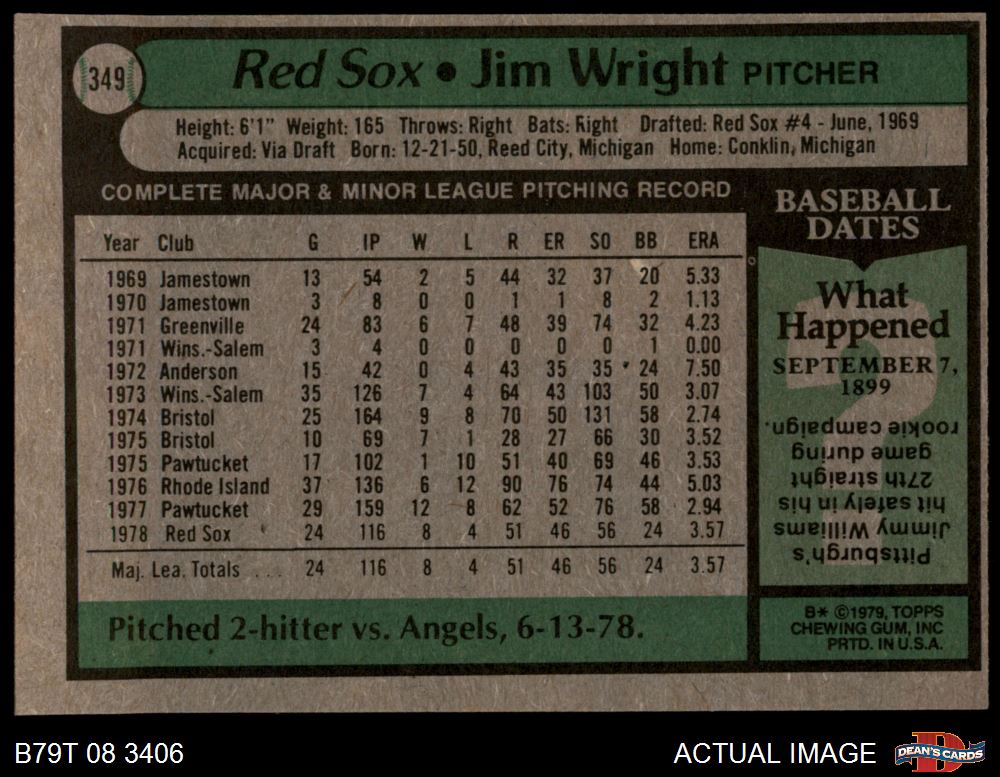 349
Red Sox • Jim Wright PITCHER
Height: 6'1" Weight: 165 Throws: Right Bats: Right Drafted: Red Sox #4 - June, 1969
Acquired: Via Draft Born: 12-21-50, Reed City, Michigan Home: Conklin, Michigan
COMPLETE MAJOR & MINOR LEAGUE PITCHING RECORD
Year Club G IP W L R ER SO BB ERA
1969 Jamestown 13 54 2 5 44 32 37 20 5.33
1970 Jamestown 3 8 0 0 1 1 8 2 1.13
1971 Greenville 24 83 6 7 48 39 74 32 4.23
1971 Wins.-Salem 3 4 0 0 0 0 0 1 0.00
1972 Anderson 15 42 0 4 43 35 35 24 7.50
1973 Wins.-Salem 35 126 7 4 64 43 103 50 3.07
1974 Bristol 25 164 9 8 70 50 131 58 2.74
1975 Bristol 10 69 7 1 28 27 66 30 3.52
1975 Pawtucket 17 102 1 10 51 40 69 46 3.53
1976 Rhode Island 37 136 6 12 90 76 74 44 5.03
1977 Pawtucket 29 159 12 8 62 52 76 58 2.94
1978 Red Sox 24 116 8 4 51 46 56 24 3.57
Maj. Lea. Totals . . . 24 116 8 4 51 46 56 24 3.57
Pitched 2-hitter vs. Angels, 6-13-78.
BASEBALL
DATES
What
Happened
SEPTEMBER 7,
1899
Pittsburgh's
Jimmy Williams
hit safely in his
27th straight
game during
rookie campaign.
B* ©1979, TOPPS
CHEWING GUM, INC
PRTD. IN U.S.A.
B79T 08 3406
ACTUAL IMAGE
DEAN'S CARDS